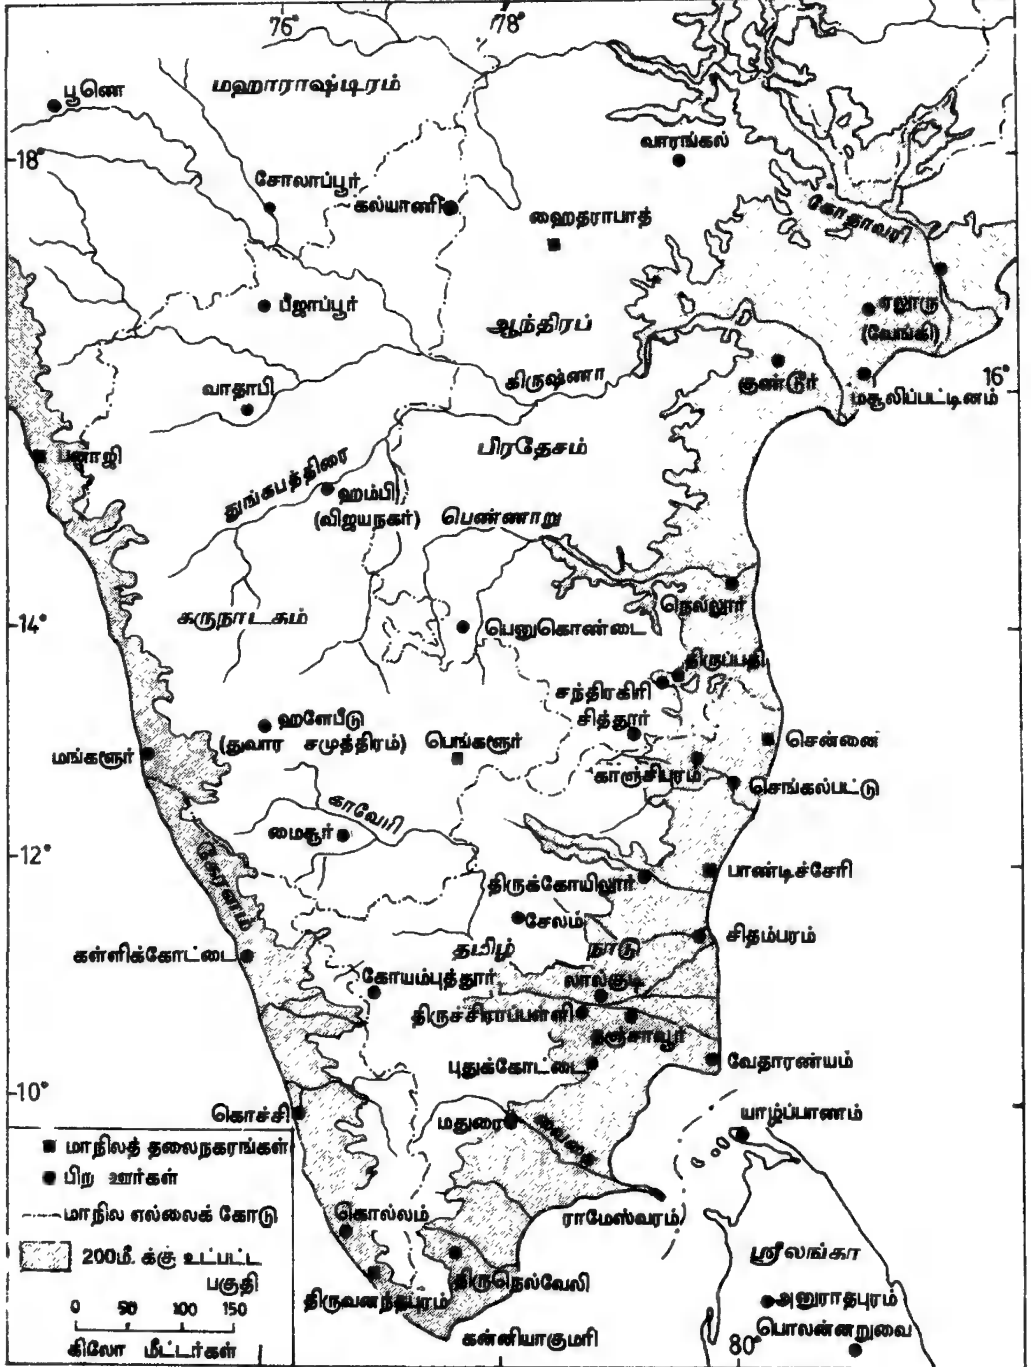 76°
78°
பூணெ
மஹாராஷ்டிரம்
வாரங்கல்
18°
சோலாப்பூர்
கல்யாணி
ஹைதராபாத்
கோதாவரி
பீஜாப்பூர்
ஏலூரு
(வேங்கி)
ஆந்திரப்
கிருஷ்ணா
குண்டூர்
16°
மசூலிப்பட்டினம்
வாதாபி
பிரதேசம்
பனாஜி
துங்கபத்திரை
ஹம்பி
(விஜயநகர்)
பெண்ணாறு
நெல்லூர்
கருநாடகம்
14°
பெனுகொண்டை
திருப்பதி
சந்திரகிரி
சித்தூர்
ஹளேபீடு
(துவார சமுத்திரம்)
பெங்களூர்
சென்னை
மங்களூர்
காஞ்சிபுரம்
செங்கல்பட்டு
காவேரி
மைசூர்
12°
கேரளம்
திருக்கோயிலூர்
பாண்டிச்சேரி
சேலம்
சிதம்பரம்
தமிழ் நாடு
கள்ளிக்கோட்டை
கோயம்புத்தூர்
லால்குடி
திருச்சிராப்பள்ளி
தஞ்சாவூர்
புதுக்கோட்டை
வேதாரண்யம்
10°
கொச்சி
மதுரை
வைகை
யாழ்ப்பாணம்
மாநிலத் தலைநகரங்கள்
பிற ஊர்கள்
மாநில எல்லைக் கோடு
200மீ. க்கு உட்பட்ட
பகுதி
0 50 100 150
கிலோ மீட்டர்கள்
கொல்லம்
ராமேஸ்வரம்
ஸ்ரீலங்கா
திருநெல்வேலி
திருவனந்தபுரம்
அனுராதபுரம்
கன்னியாகுமரி
பொலன்னறுவை
80°